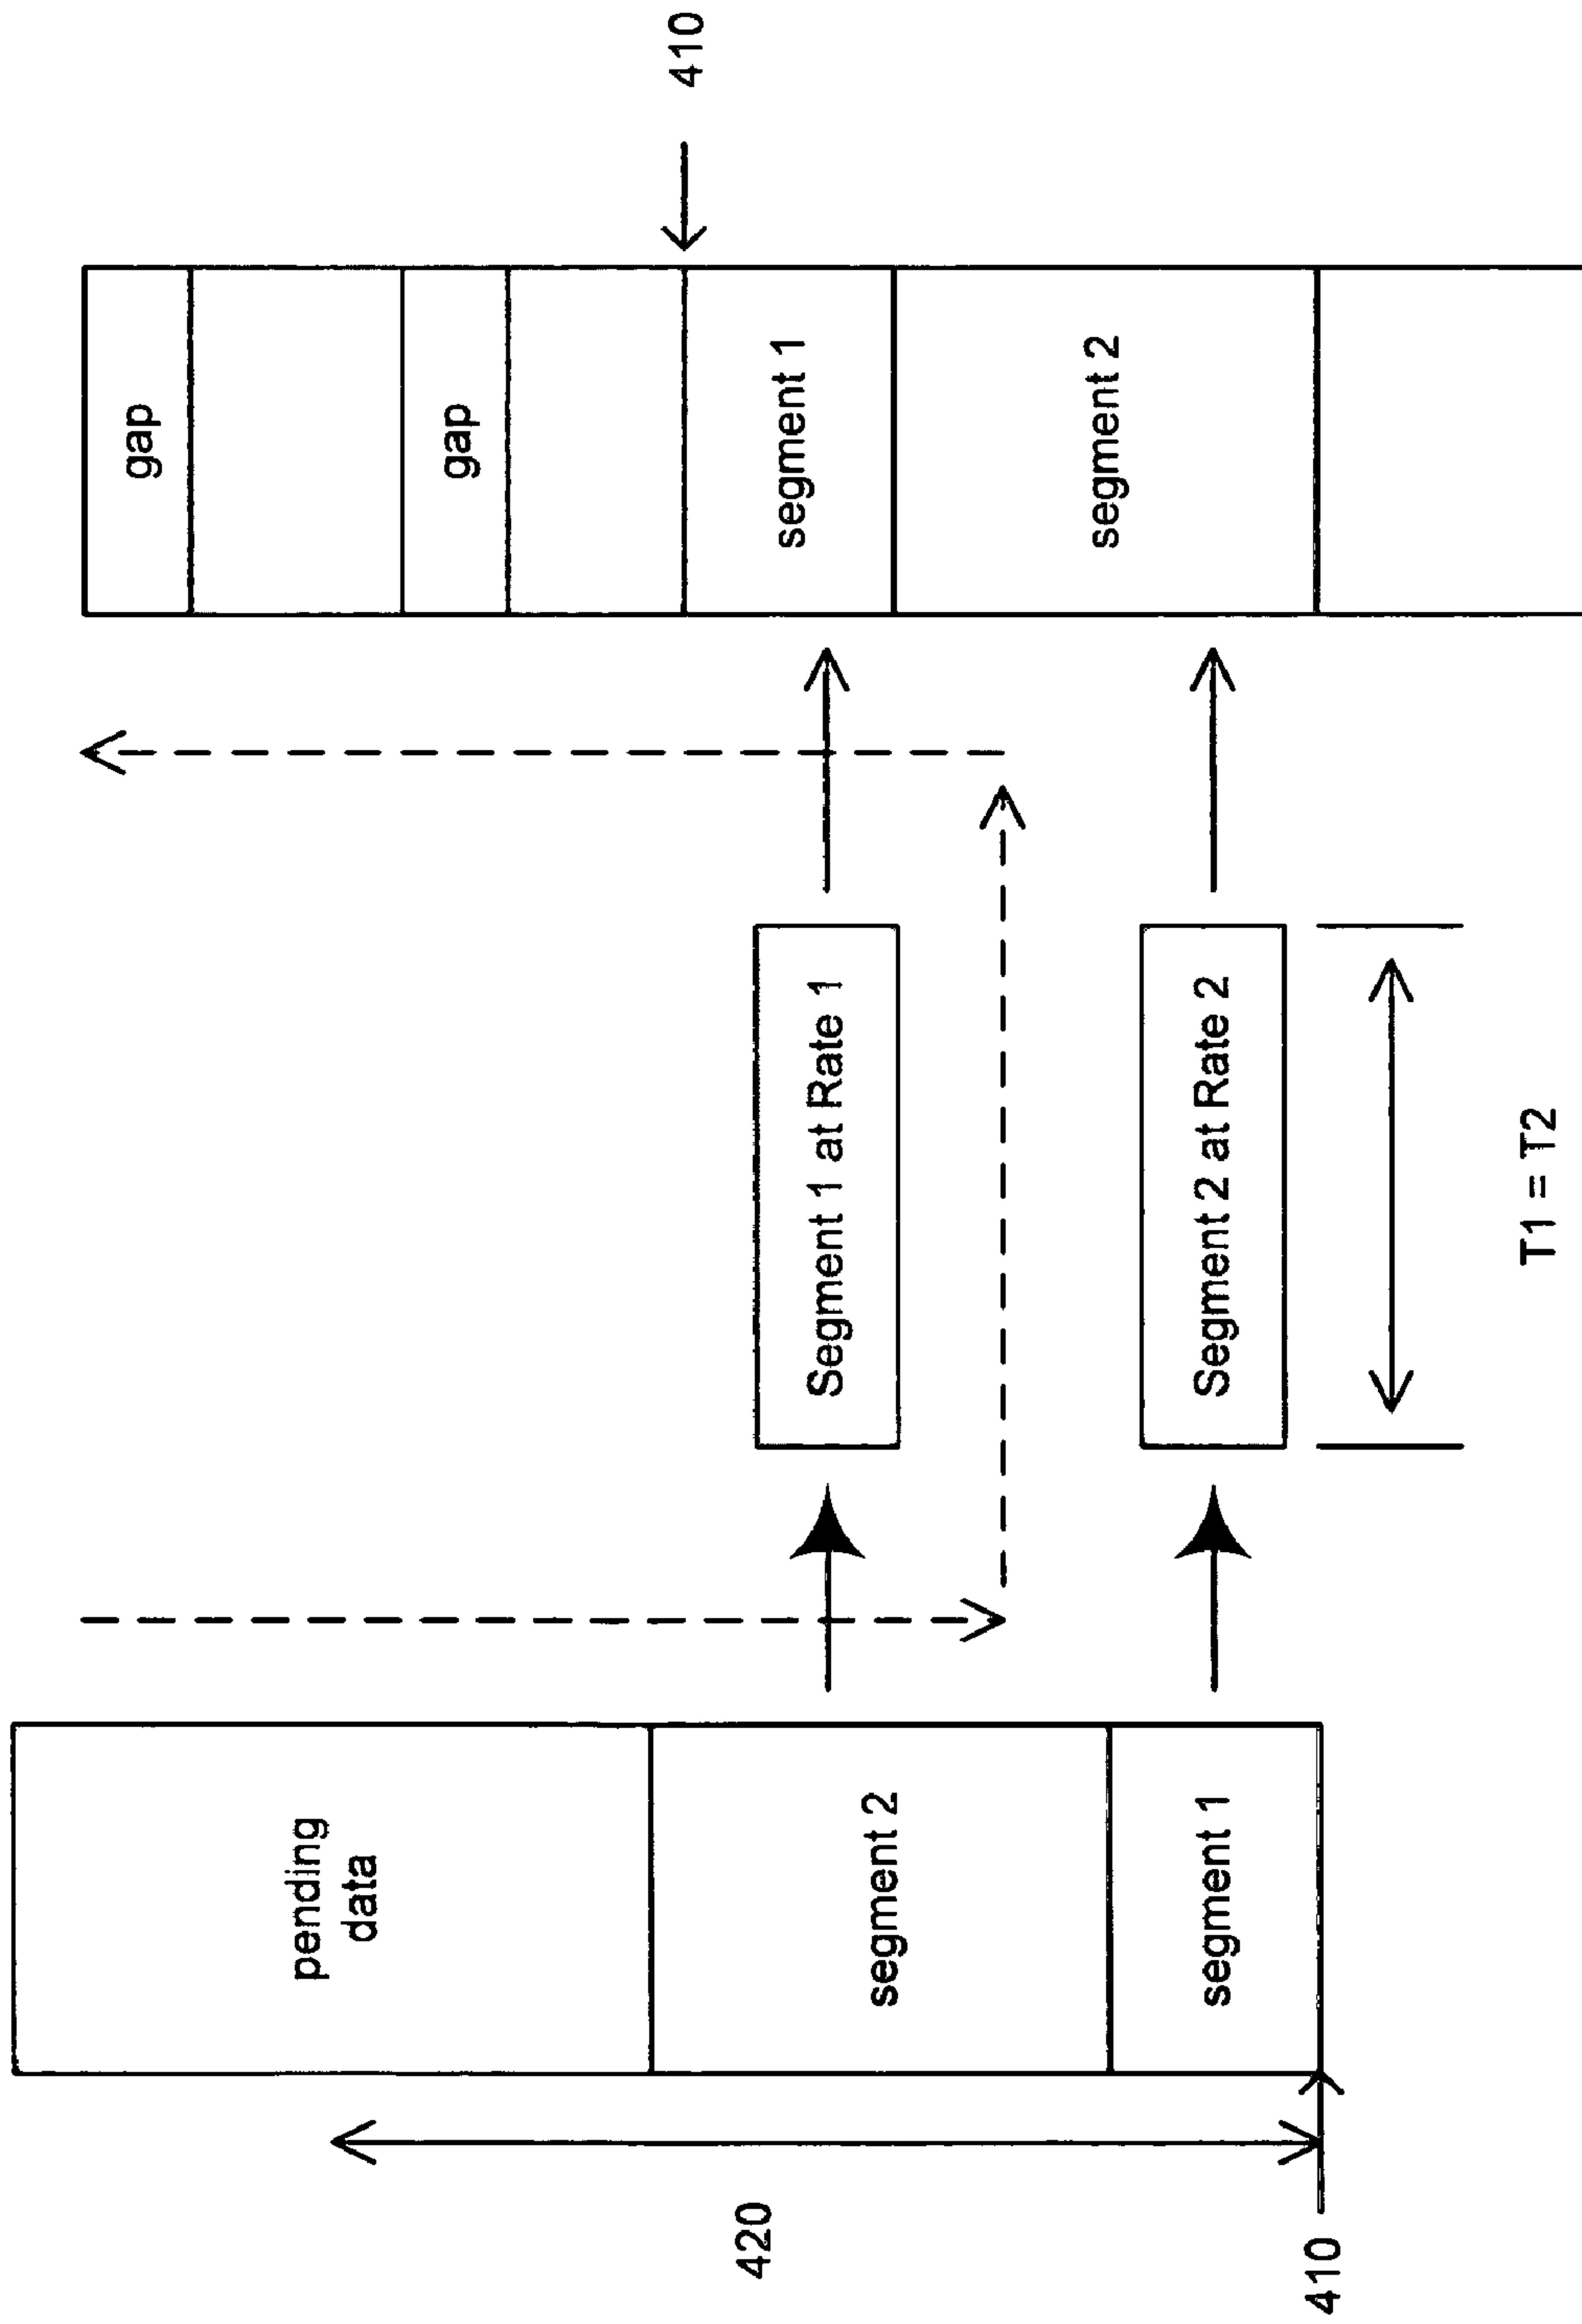 pending
data
segment 2
segment 1
420
410
Segment 1 at Rate 1
Segment 2 at Rate 2
T1 = T2
gap
gap
segment 1
segment 2
410